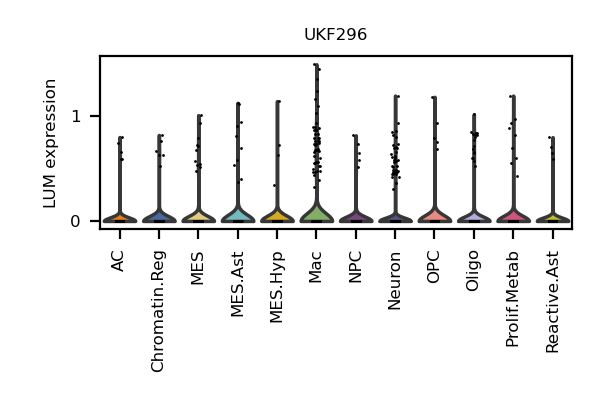 UKF296
LUM expression
1
0
AC
Chromatin.Reg
MES
MES.Ast
MES.Hyp
Mac
NPC
Neuron
OPC
Oligo
Prolif.Metab
Reactive.Ast